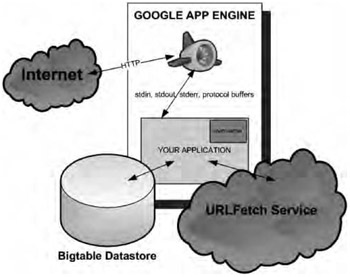 GOOGLE APP ENGINE
Internet
HTTP
stdin, stdout, stderr, protocol buffers
YOUR APPLICATION
URLFetch Service
Bigtable Datastore